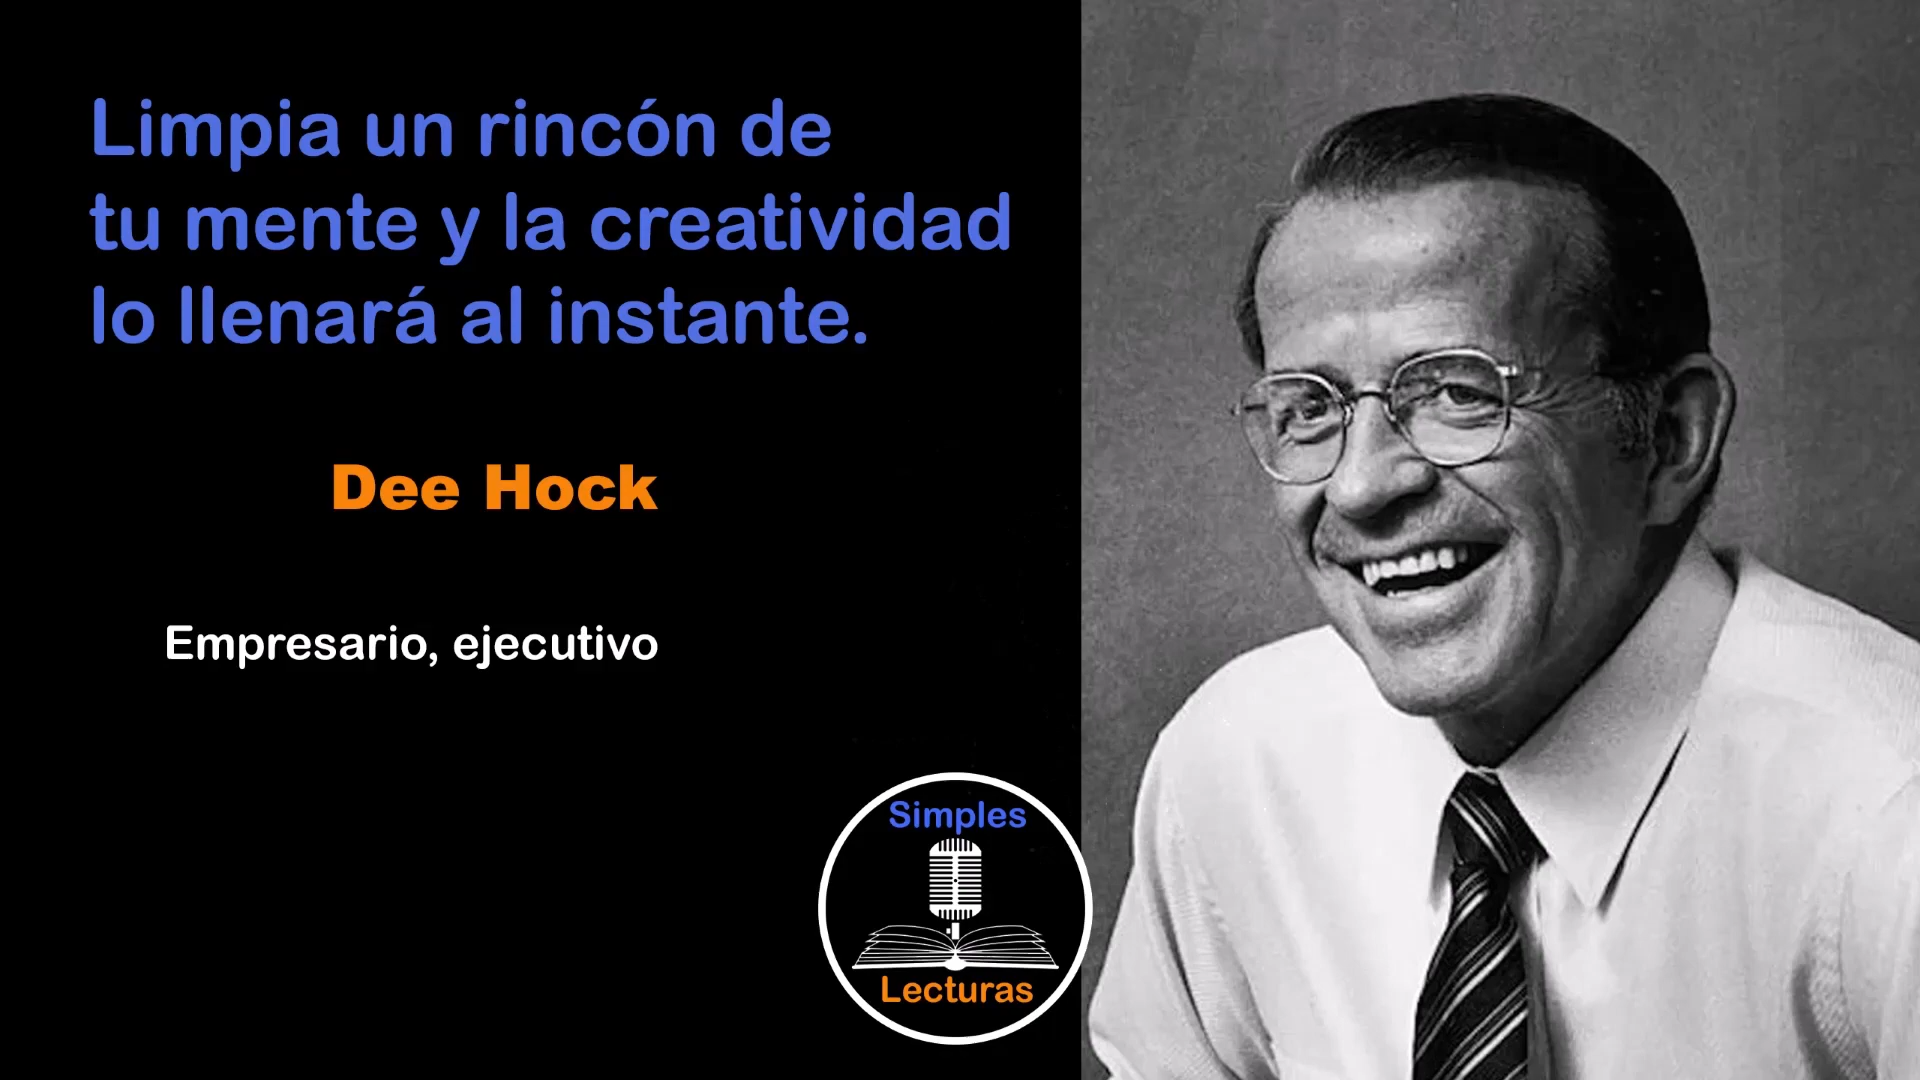 Limpia un rincón de
tu mente y la creatividad
lo llenará al instante.
Dee Hock
Empresario, ejecutivo
Simples
Lecturas